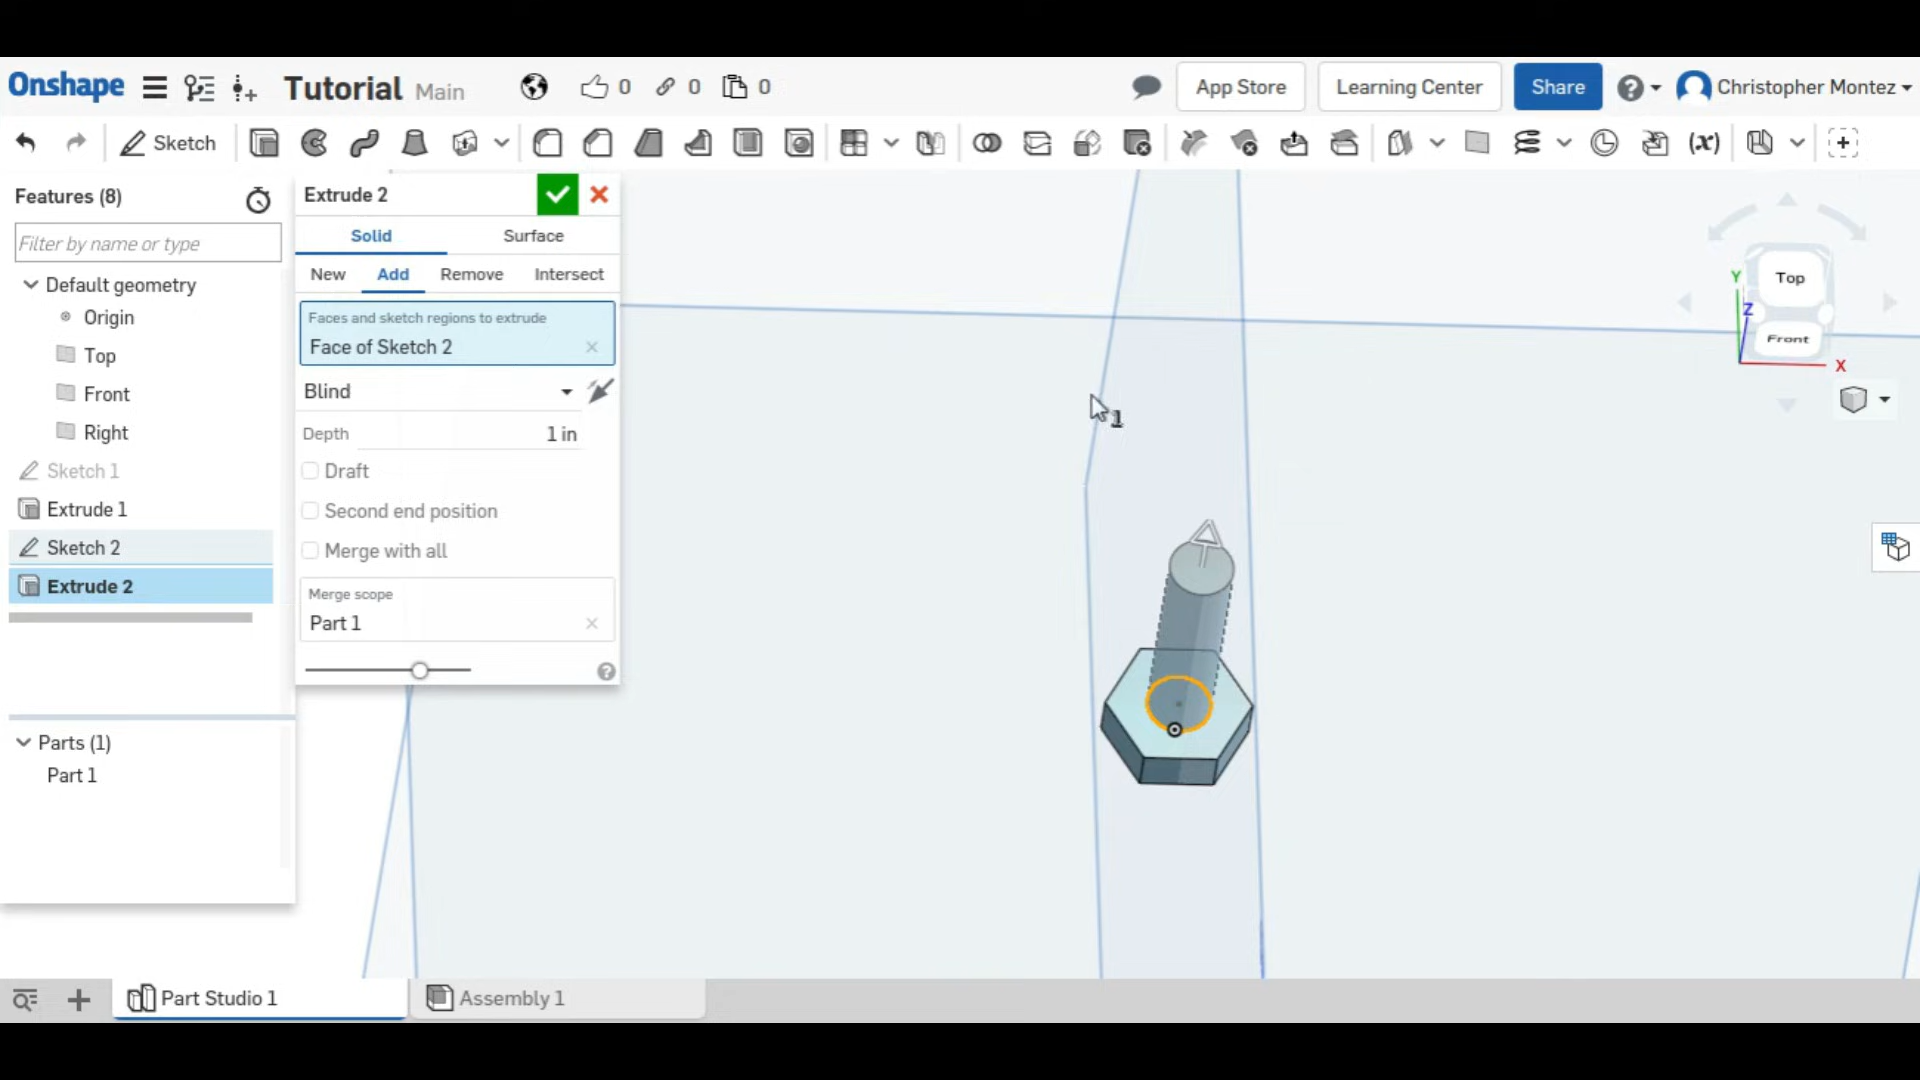 Onshape
Tutorial Main
0
0
0
App Store
Learning Center
Share
Christopher Montez
Sketch
(x)
Features (8)
Filter by name or type
Default geometry
Origin
Top
Front
Right
Sketch 1
Extrude 1
Sketch 2
Extrude 2
Parts (1)
Part 1
Extrude 2
Solid Surface
New Add Remove Intersect
Faces and sketch regions to extrude
Face of Sketch 2
Blind
Depth 1 in
Draft
Second end position
Merge with all
Merge scope
Part 1
1
Y
Z
X
Top
Front
Part Studio 1
Assembly 1